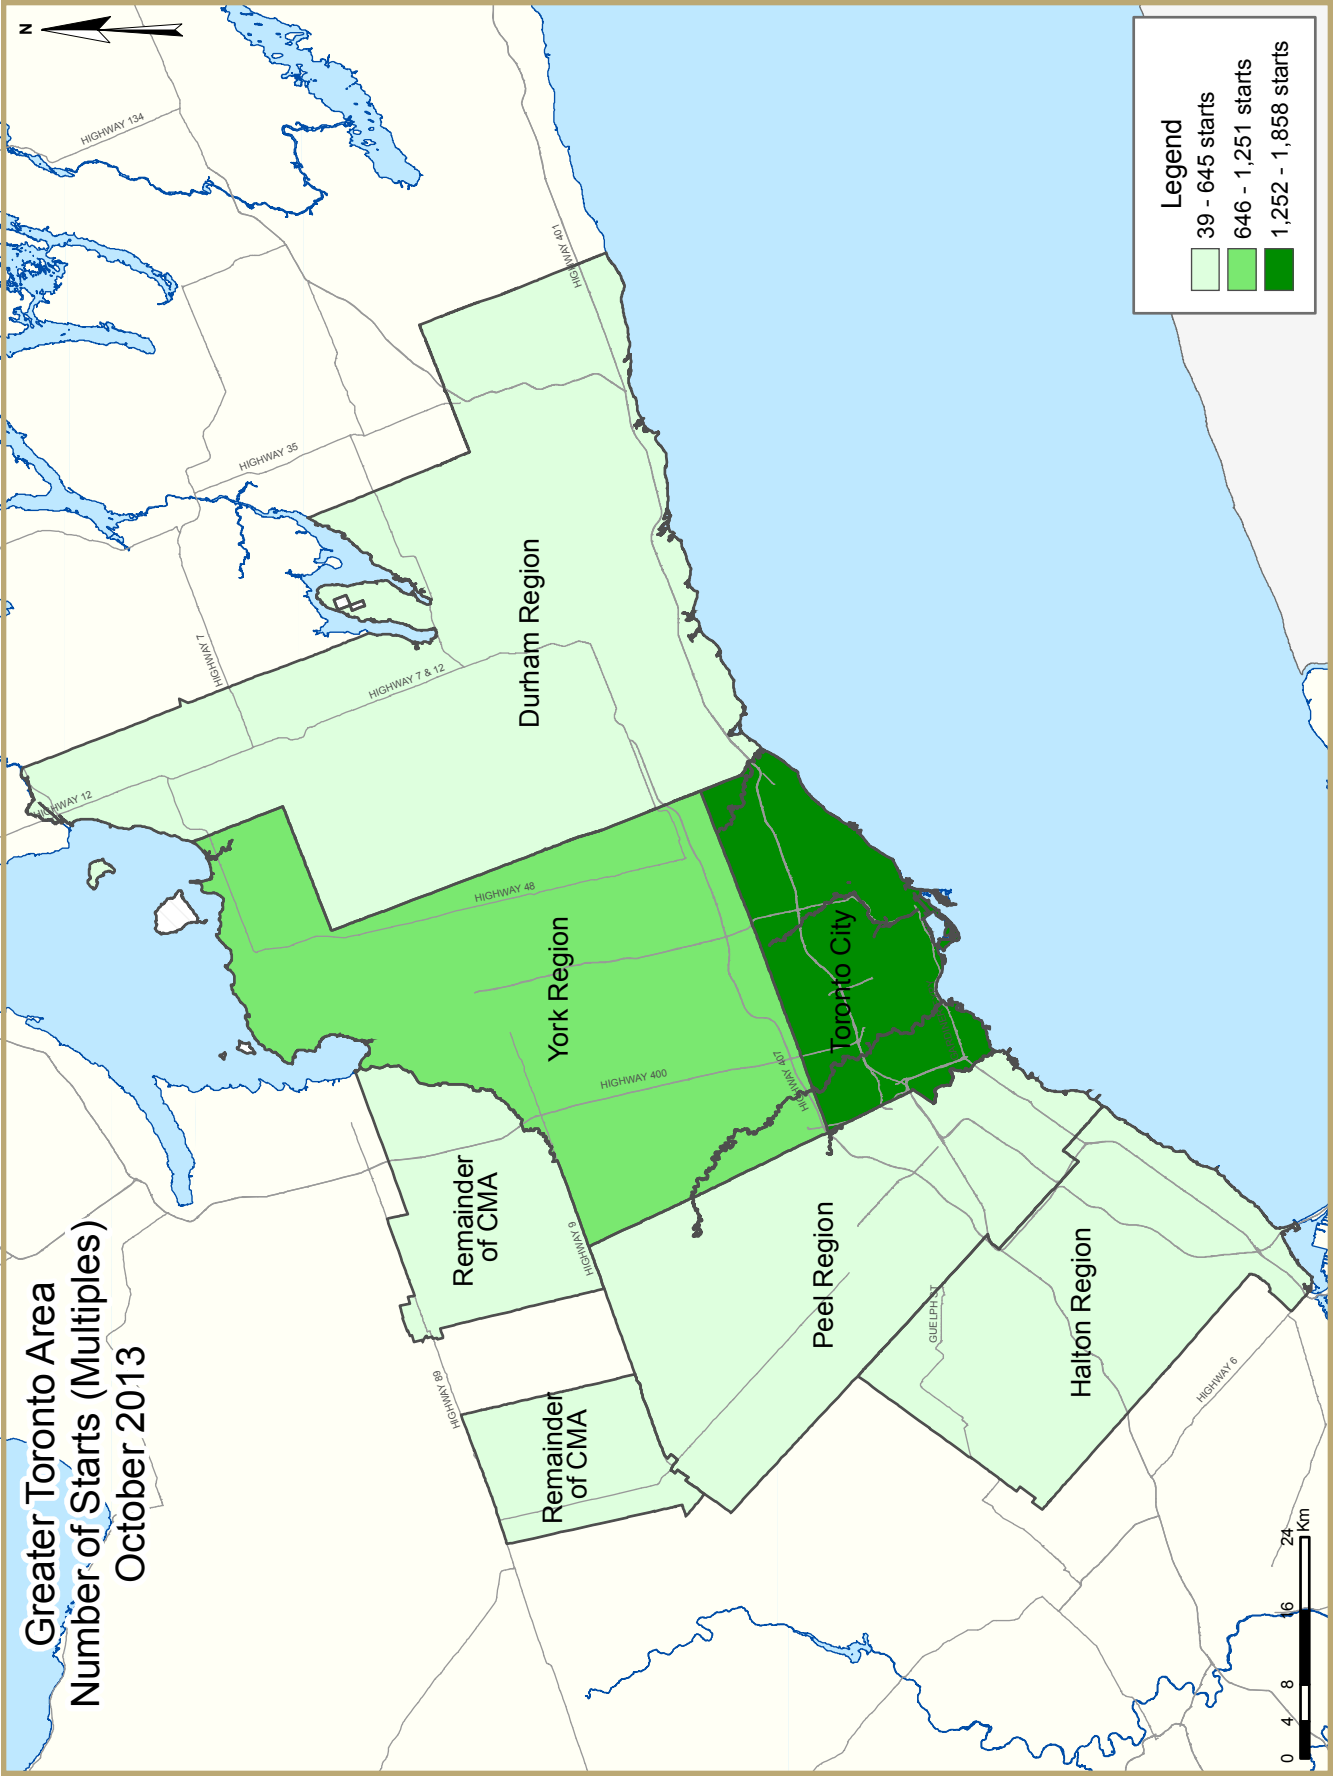 Greater Toronto Area
Number of Starts (Multiples)
October 2013
N
HIGHWAY 134
HIGHWAY 401
HIGHWAY 35
HIGHWAY 7
HIGHWAY 7 & 12
HIGHWAY 12
Durham Region
HIGHWAY 48
York Region
HIGHWAY 400
HIGHWAY 407
Toronto City
Remainder
of CMA
HIGHWAY 9
HIGHWAY 89
Remainder
of CMA
Peel Region
GUELPH ST
Halton Region
HIGHWAY 6
Legend
39 - 645 starts
646 - 1,251 starts
1,252 - 1,858 starts
0 4 8 16 24
Km